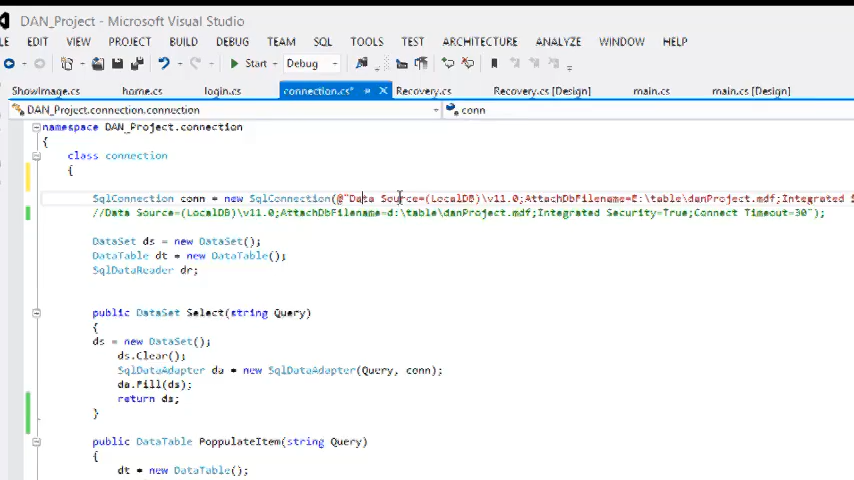 DAN_Project - Microsoft Visual Studio
LE EDIT VIEW PROJECT BUILD DEBUG TEAM SQL TOOLS TEST ARCHITECTURE ANALYZE WINDOW HELP
Start Debug
ShowImage.cs home.cs login.cs connection.cs* Recovery.cs Recovery.cs [Design] main.cs main.cs [Design]
DAN_Project.connection.connection conn
namespace DAN_Project.connection
{
class connection
{
SqlConnection conn = new SqlConnection(@"Data Source=(LocalDB)\v11.0;AttachDbFilename=E:\table\danProject.mdf;Integrated S
//Data Source=(LocalDB)\v11.0;AttachDbFilename=d:\table\danProject.mdf;Integrated Security=True;Connect Timeout=30");
DataSet ds = new DataSet();
DataTable dt = new DataTable();
SqlDataReader dr;
public DataSet Select(string Query)
{
ds = new DataSet();
ds.Clear();
SqlDataAdapter da = new SqlDataAdapter(Query, conn);
da.Fill(ds);
return ds;
}
public DataTable PoppulateItem(string Query)
{
dt = new DataTable();